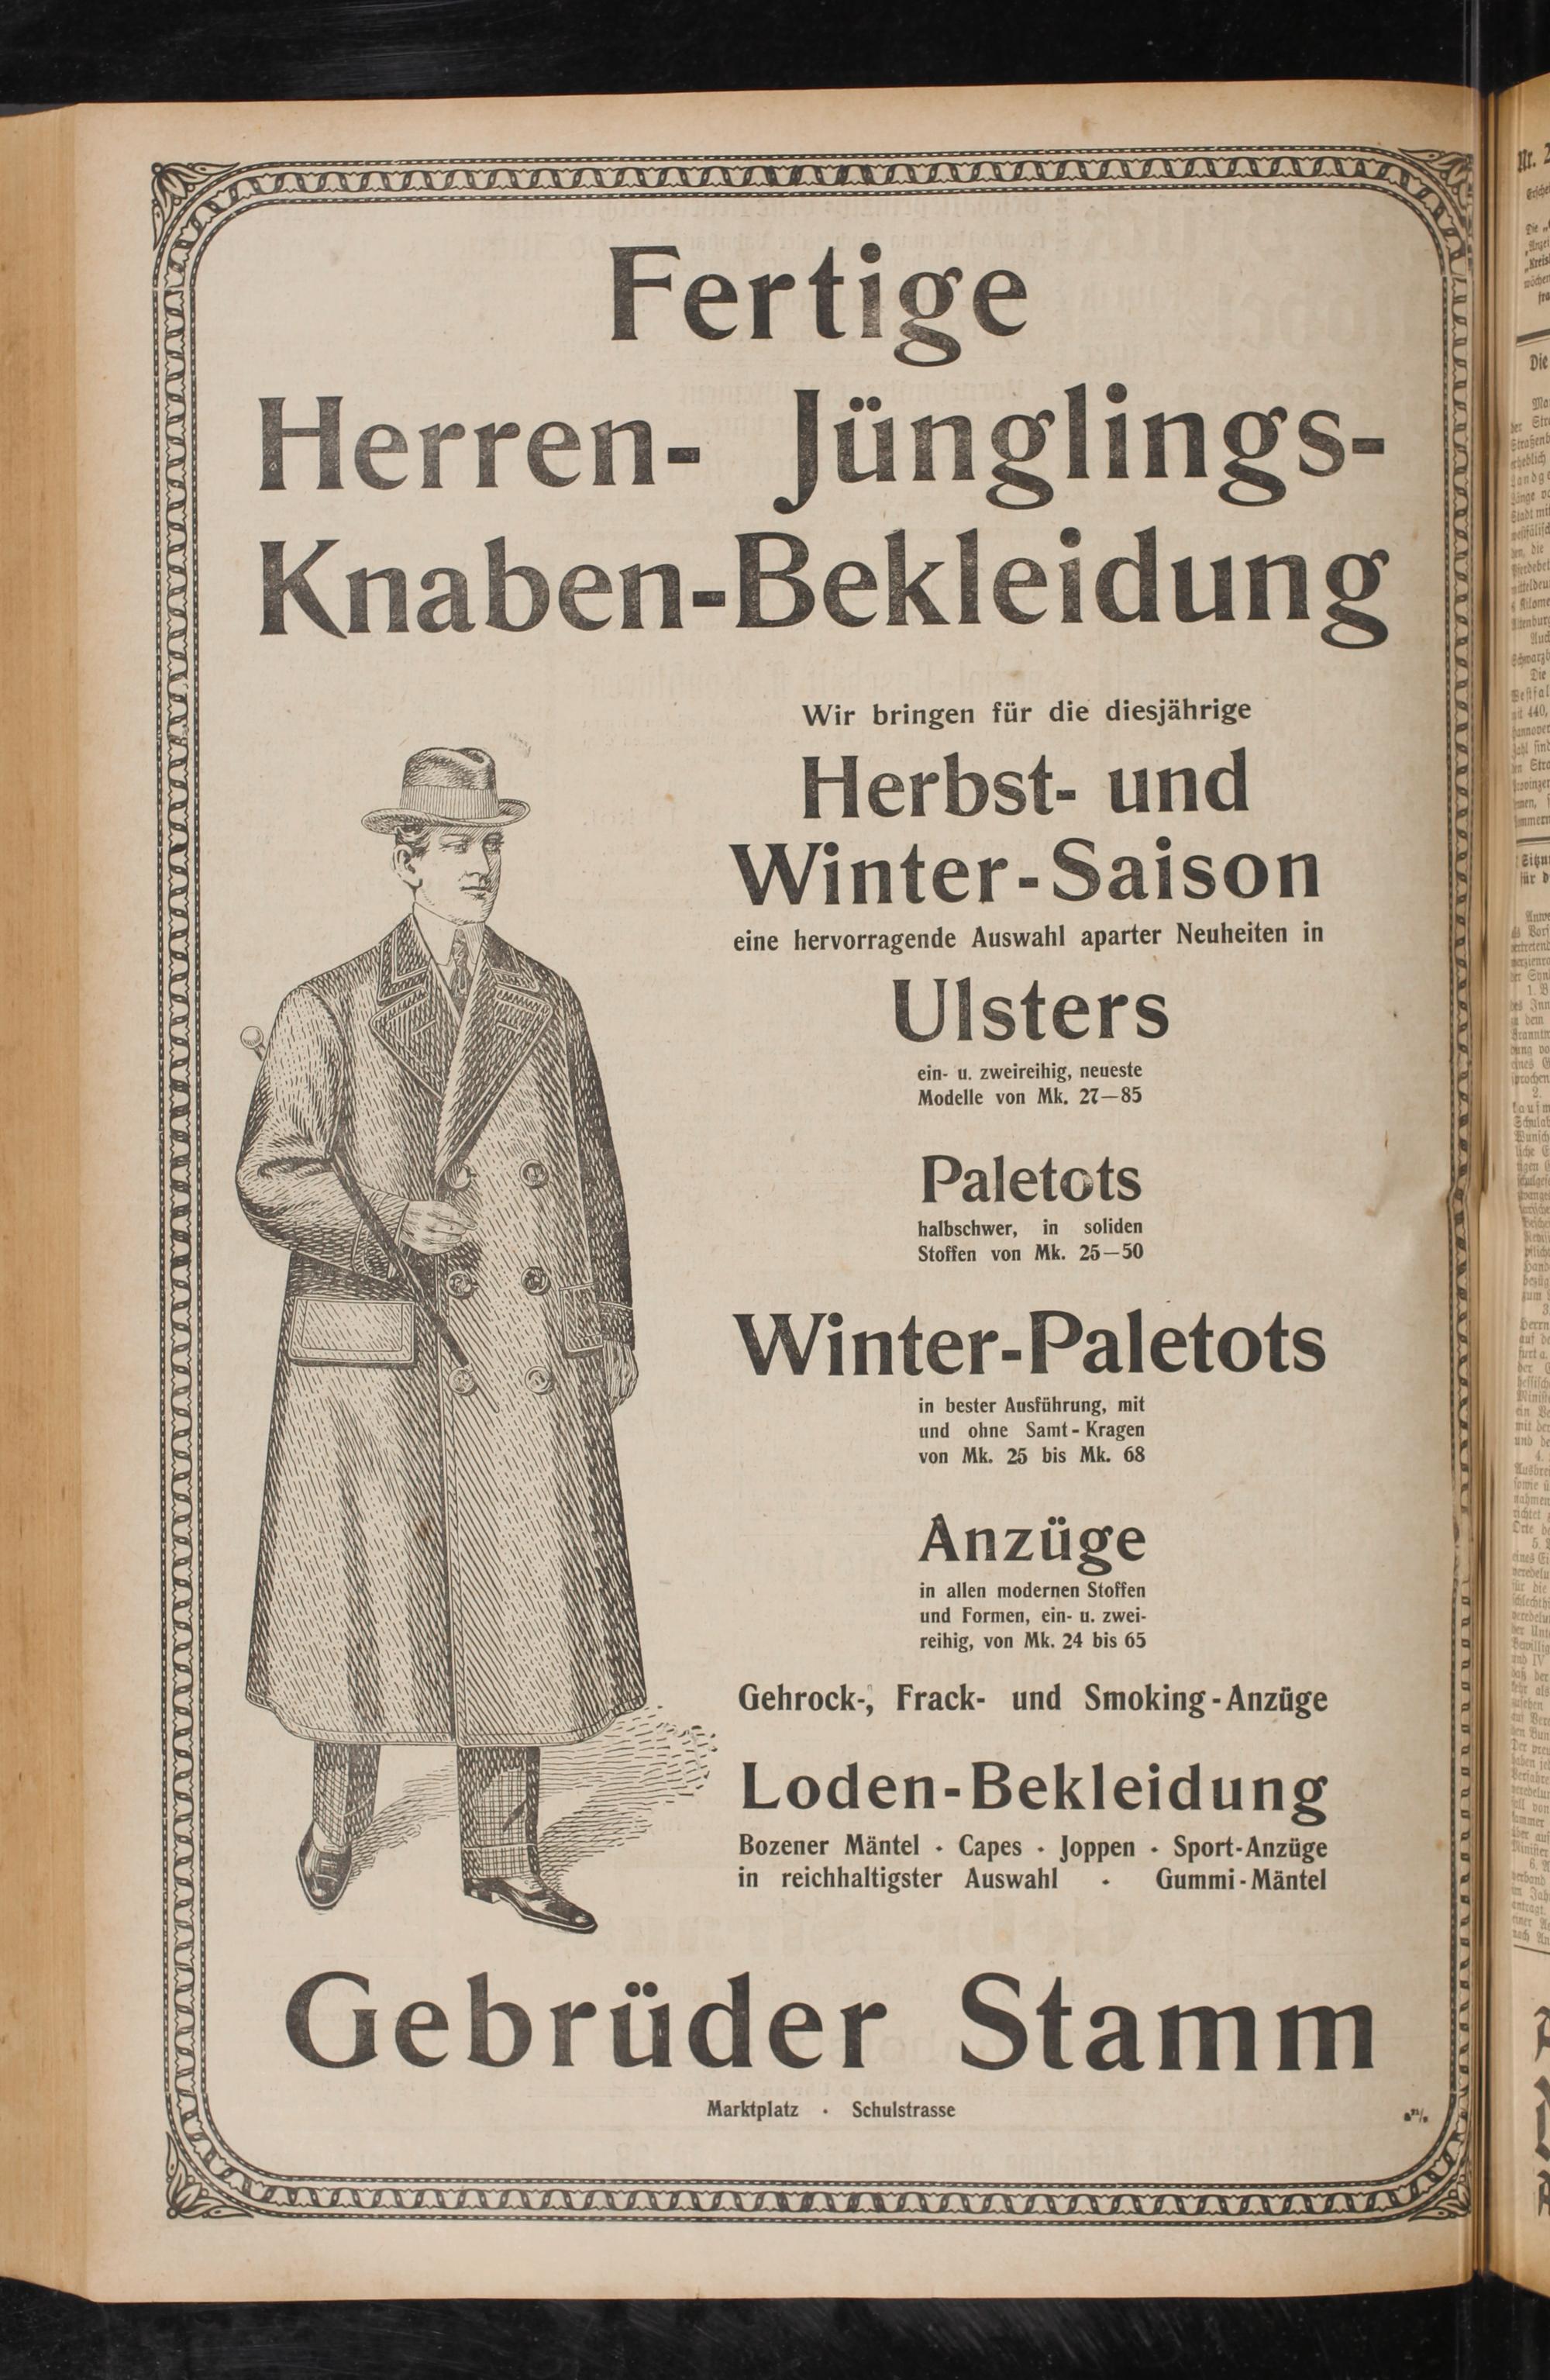 Fertige
Herren- Jünglings-
Knaben-Bekleidung
Wir bringen für die diesjährige
Herbst- und
Winter-Saison
eine hervorragende Auswahl aparter Neuheiten in
Ulsters
ein- u. zweireihig, neueste
Modelle von Mk. 27—85
Paletots
halbschwer, in soliden
Stoffen von Mk. 25—50
Winter-Paletots
in bester Ausführung, mit
und ohne Samt-Kragen
von Mk. 25 bis Mk. 68
Anzüge
in allen modernen Stoffen
und Formen, ein- u. zwei-
reihig, von Mk. 24 bis 65
Gehrock-, Frack- und Smoking-Anzüge
Loden-Bekleidung
Bozener Mäntel · Capes · Joppen · Sport-Anzüge
in reichhaltigster Auswahl · Gummi-Mäntel
Gebrüder Stamm
Marktplatz · Schulstrasse